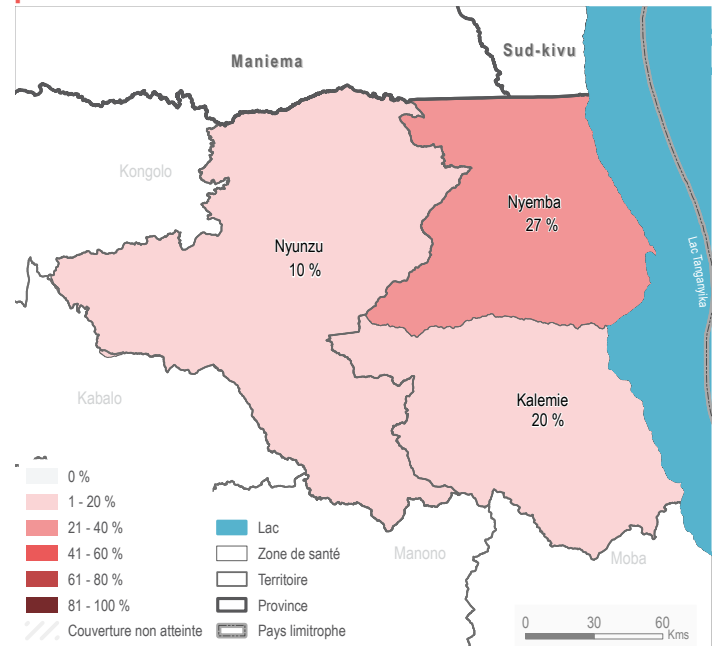 Maniema
Sud-kivu
Kongolo
Nyemba
27 %
Nyunzu
10 %
Lac Tanganyika
Kabalo
Kalemie
20 %
0 %
1 - 20 %
21 - 40 %
41 - 60 %
61 - 80 %
81 - 100 %
Couverture non atteinte
Lac
Zone de santé
Territoire
Province
Pays limitrophe
Manono
Moba
0 30 60
Kms